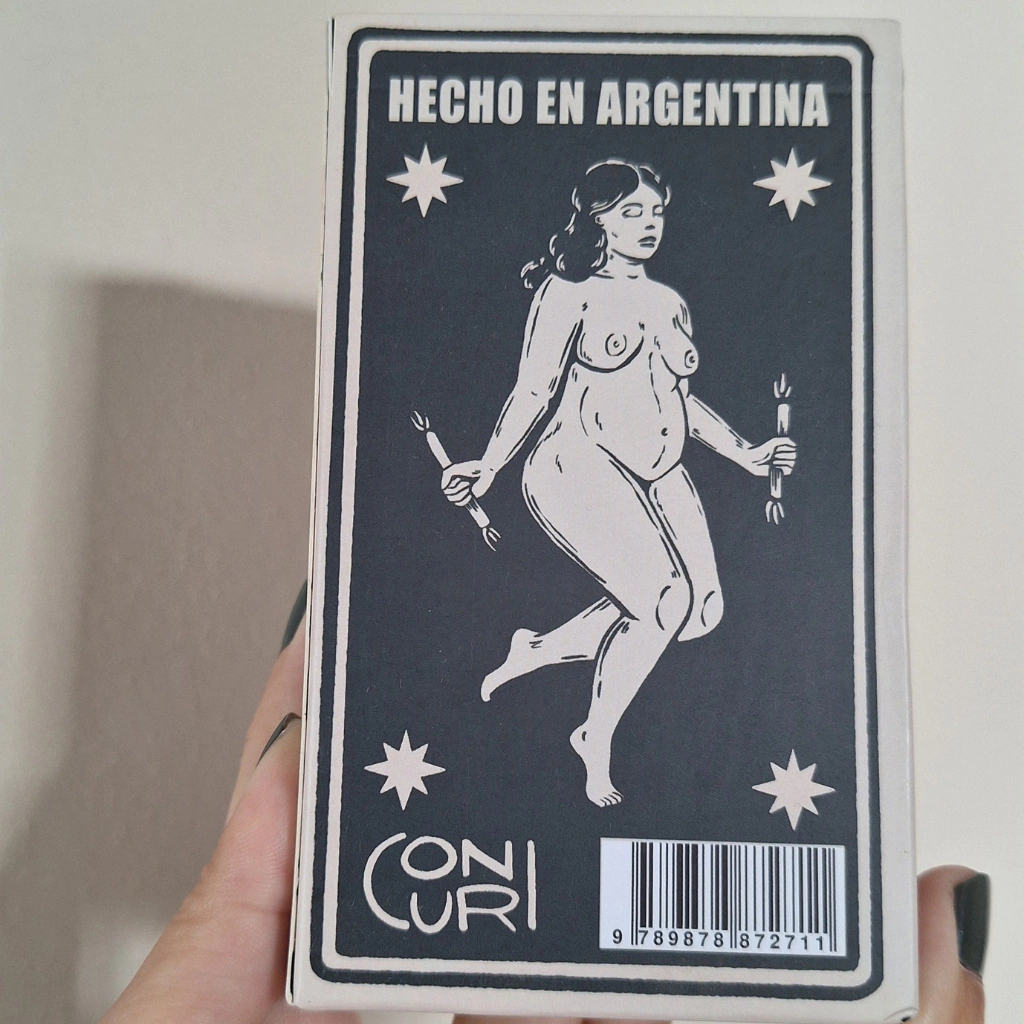 HECHO EN ARGENTINA
CONI
CURI
9 789878 872711